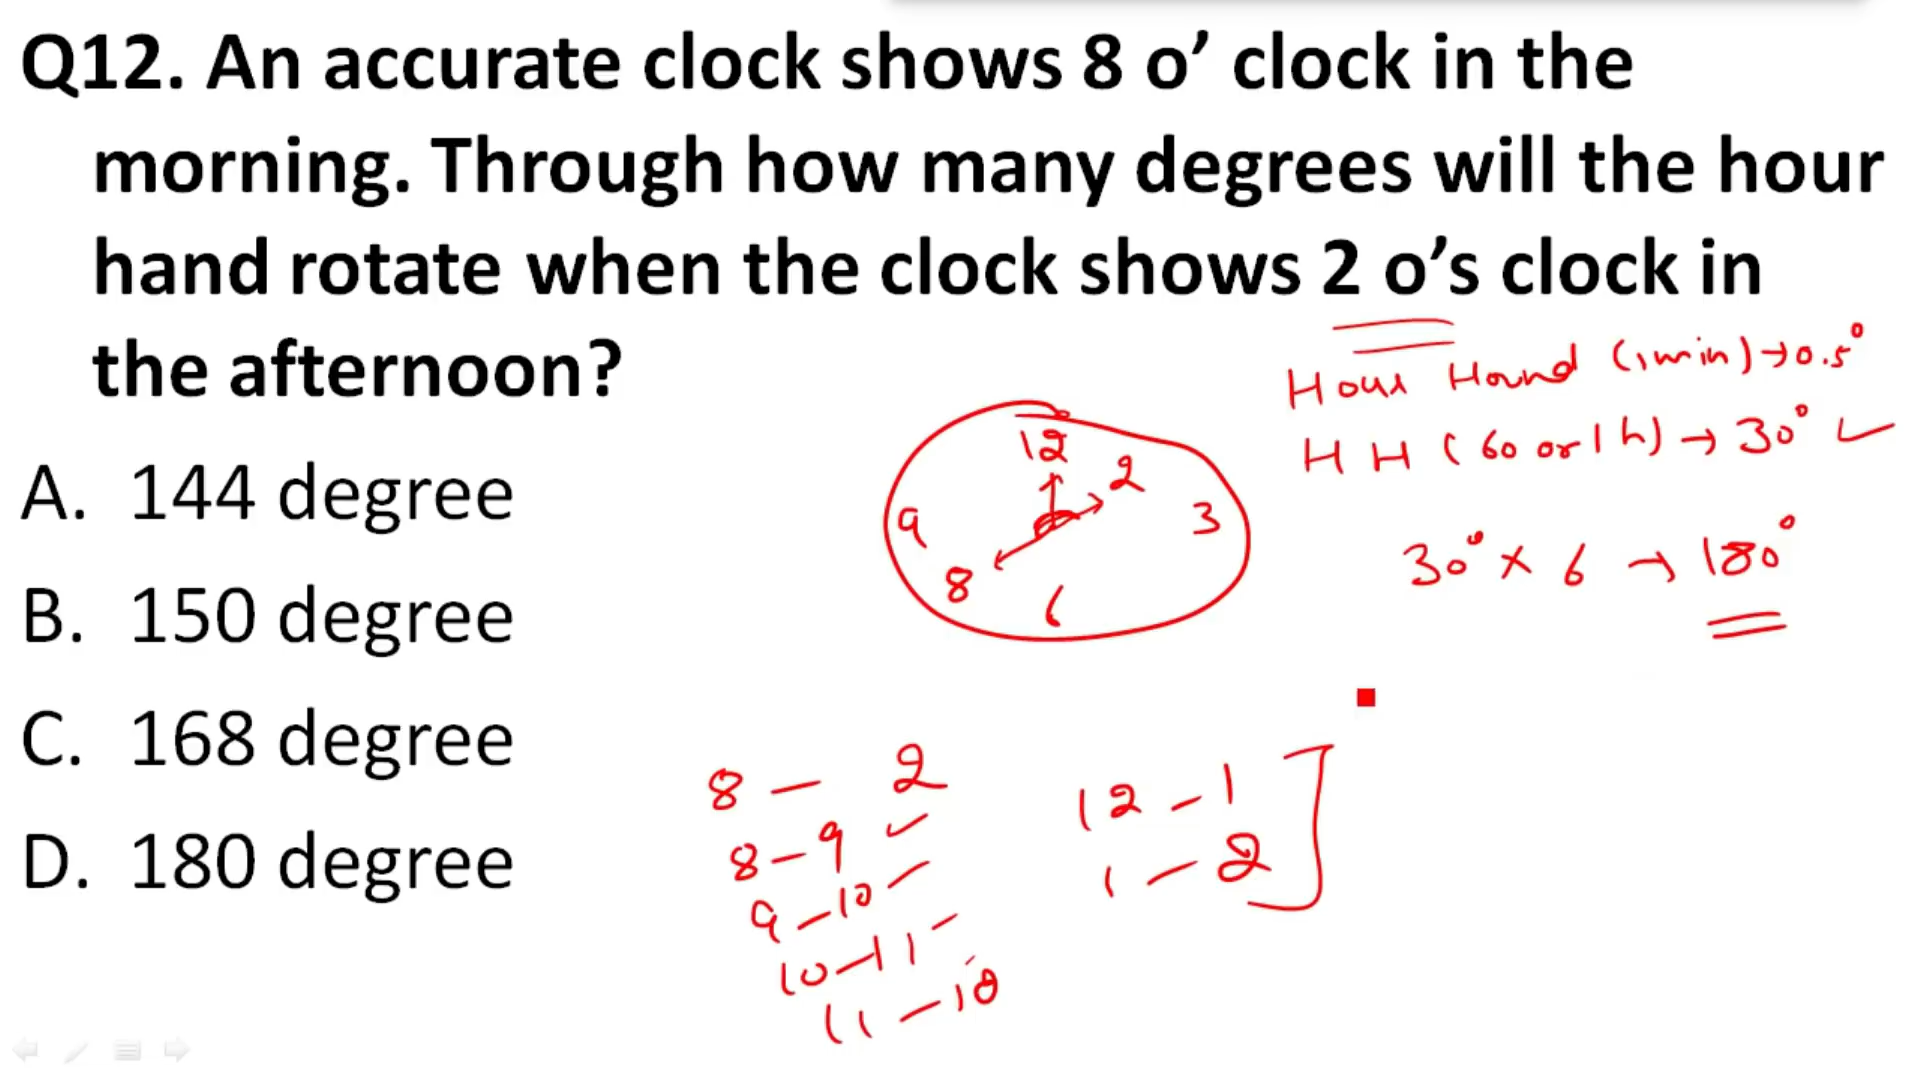 Q12. An accurate clock shows 8 o’ clock in the
morning. Through how many degrees will the hour
hand rotate when the clock shows 2 o’s clock in
the afternoon?
A. 144 degree
B. 150 degree
C. 168 degree
D. 180 degree
Hour Hound (1min)→0.5°
HH (60 or 1h) → 30° ✓
30° × 6 → 180°
12
2
9
3
8
6
8 – 2
8–9 ✓
9–10 –
10–11 –
11–10
12–1
1–2